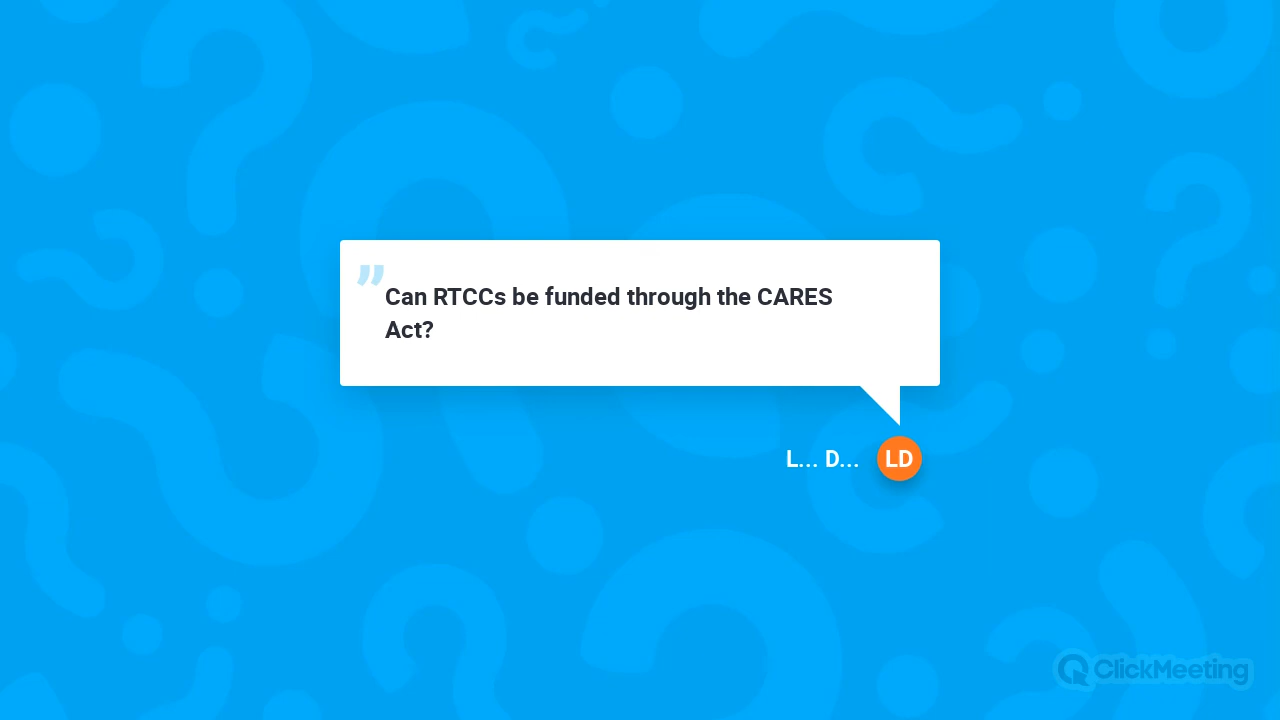 Can RTCCs be funded through the CARES
Act?
L... D...
LD
ClickMeeting